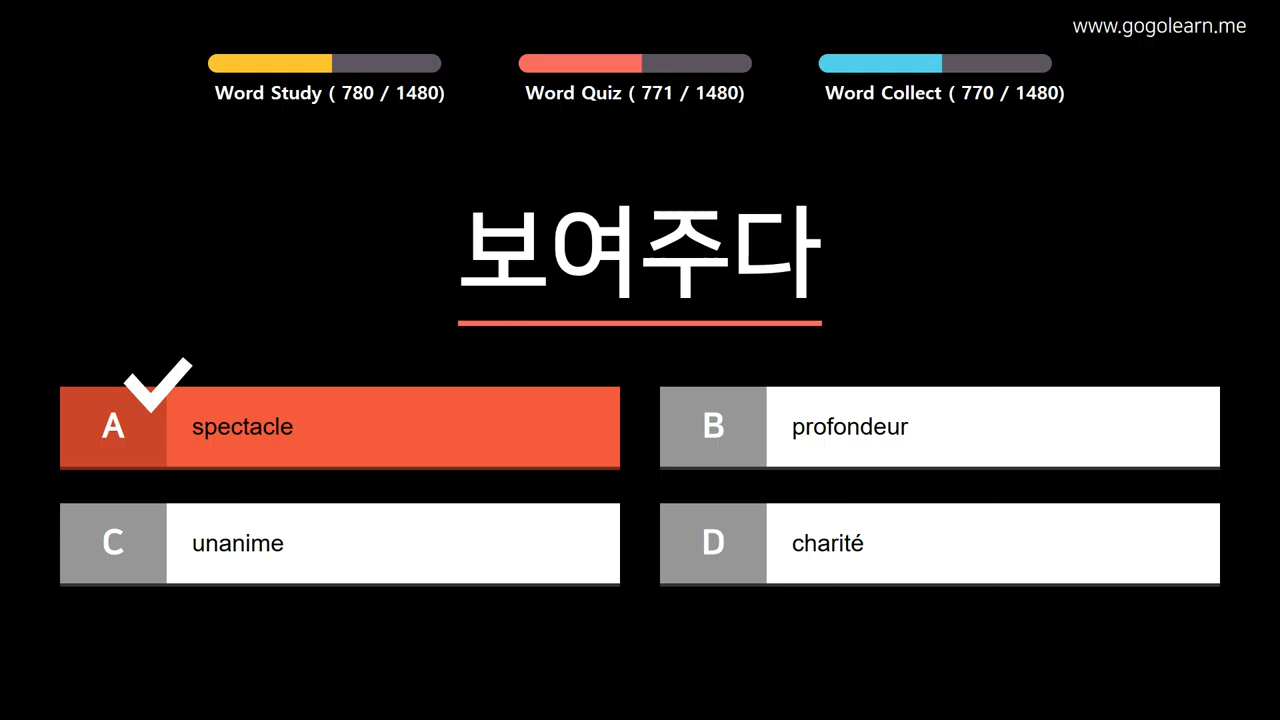 www.gogolearn.me
Word Study ( 780 / 1480)
Word Quiz ( 771 / 1480)
Word Collect ( 770 / 1480)
보여주다
A spectacle
B profondeur
C unanime
D charité